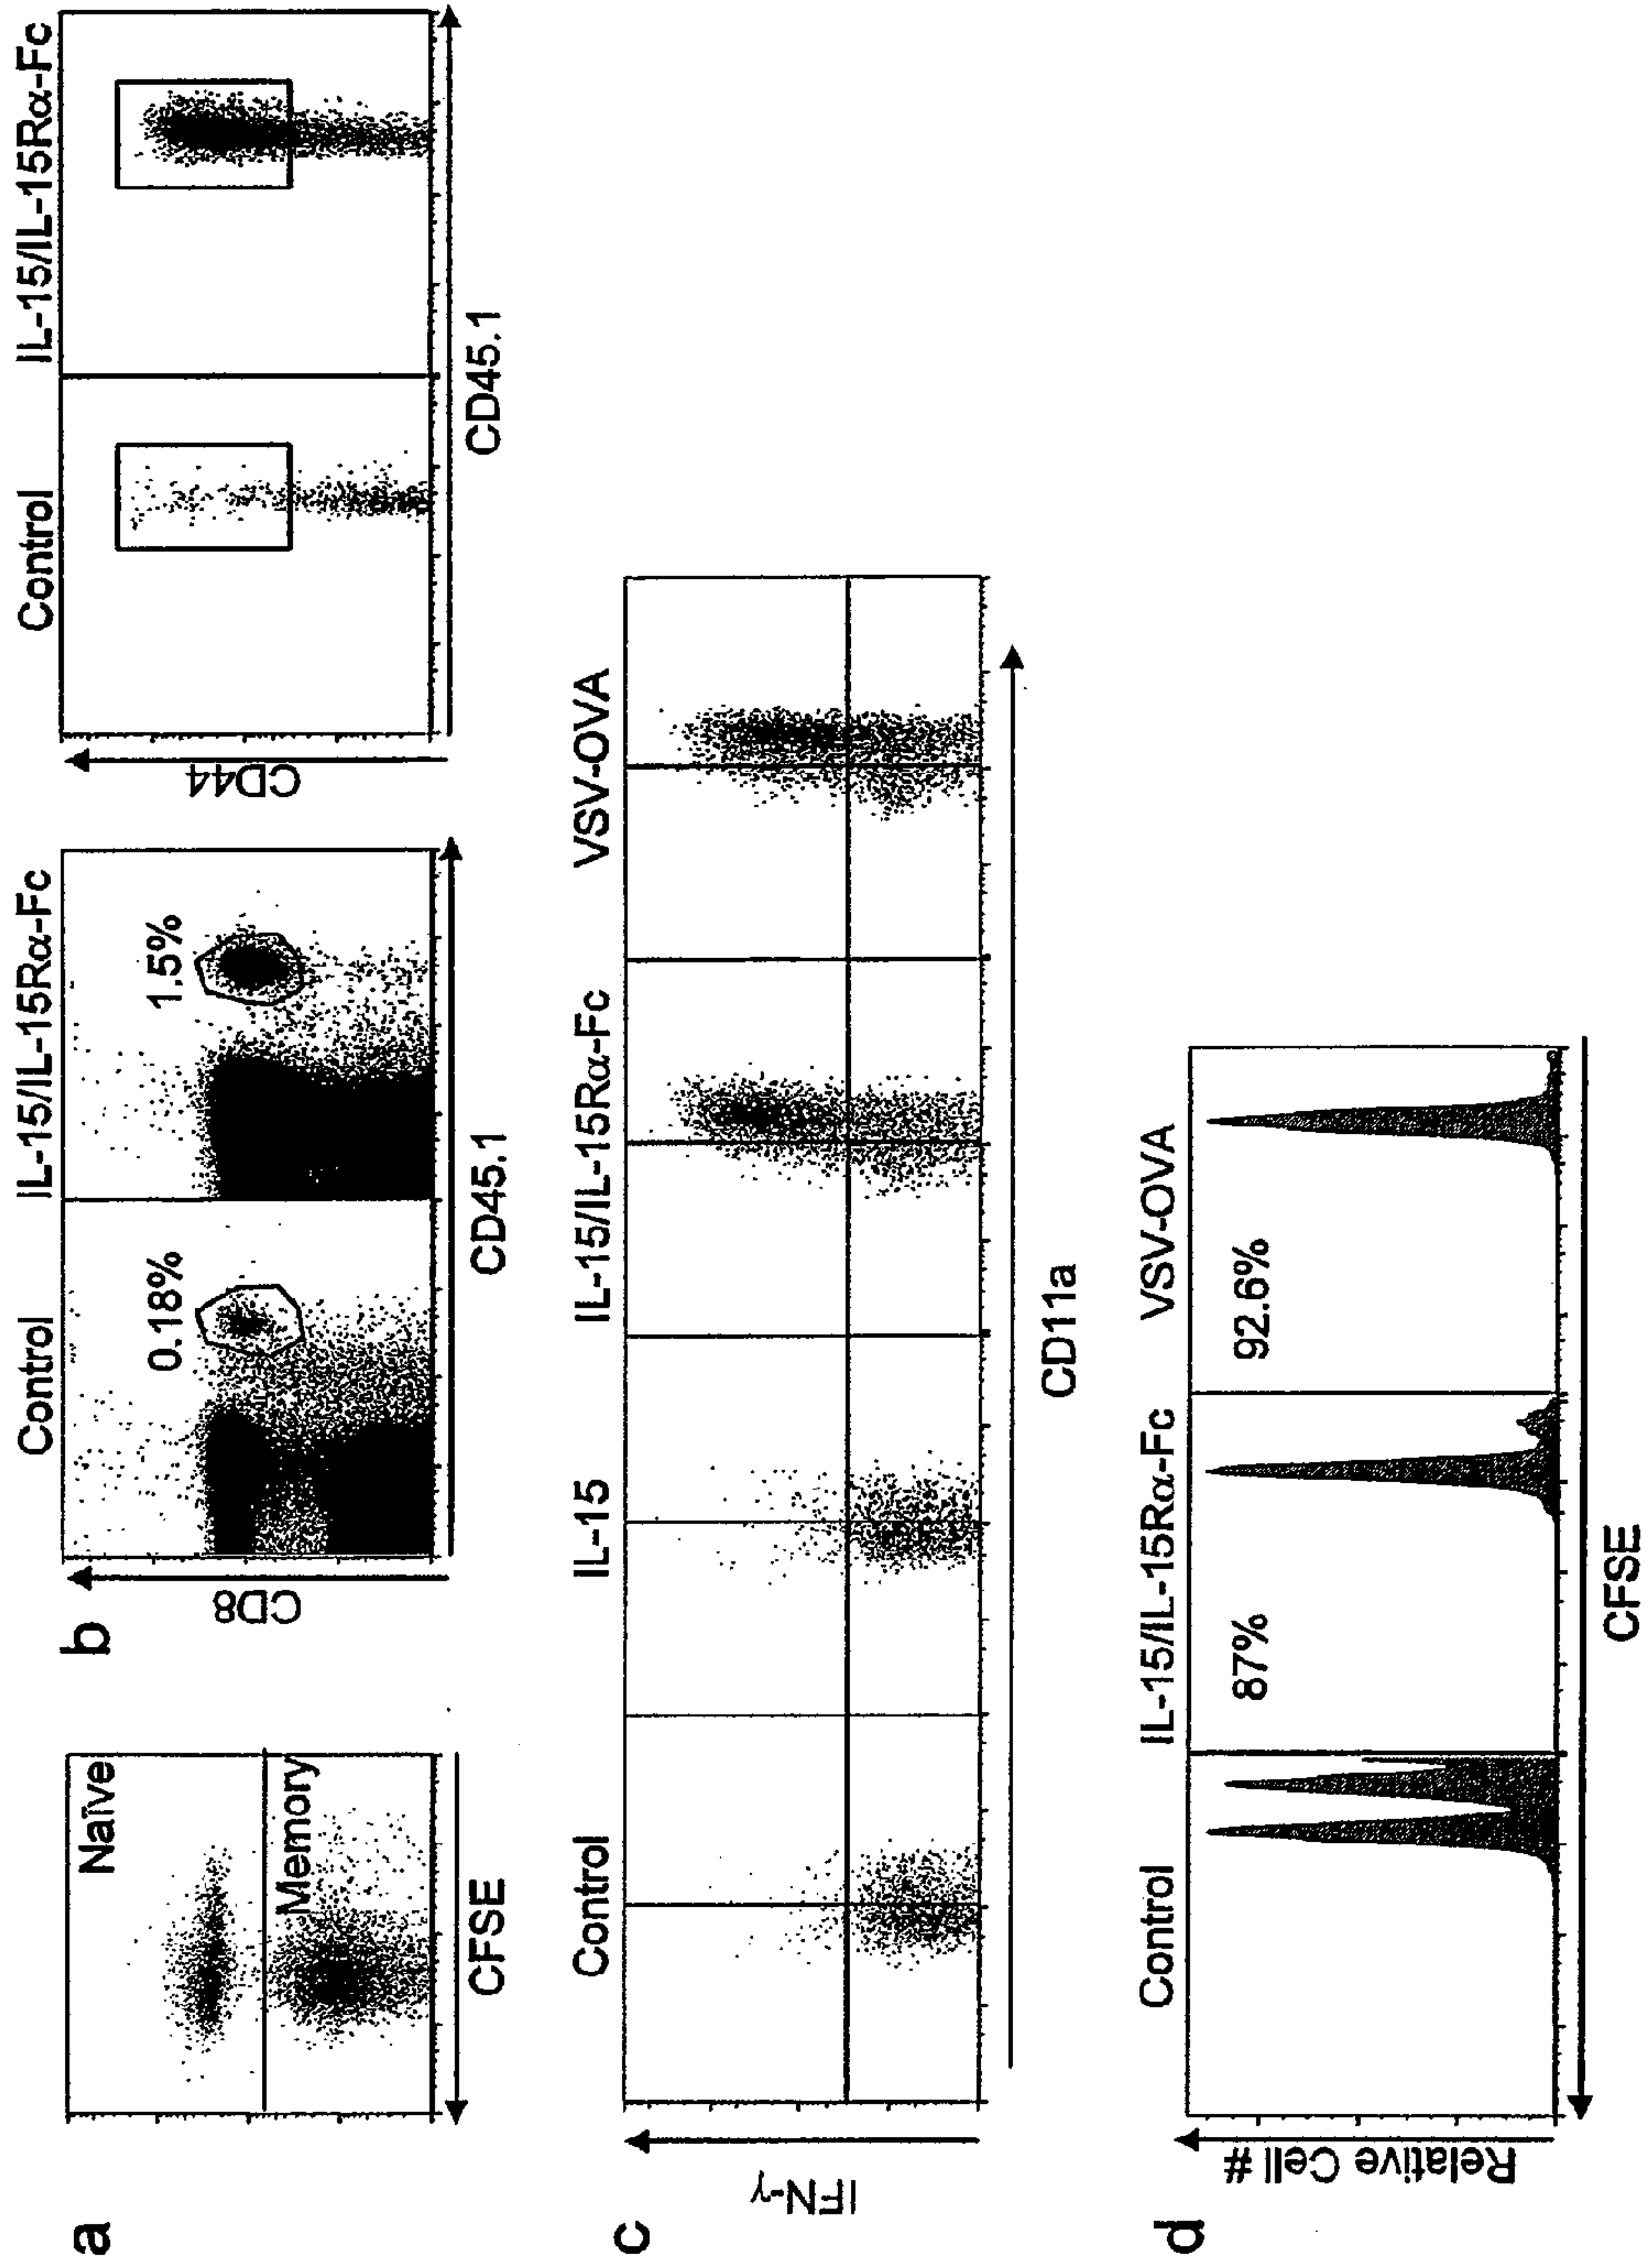 a
Naïve
Memory
CFSE
b
Control
IL-15/IL-15Rα-Fc
0.18%
1.5%
CD8
CD45.1
Control
IL-15/IL-15Rα-Fc
CD44
CD45.1
c
Control
IL-15
IL-15/IL-15Rα-Fc
VSV-OVA
IFN-γ
CD11a
d
Control
IL-15/IL-15Rα-Fc
VSV-OVA
87%
92.6%
Relative Cell #
CFSE